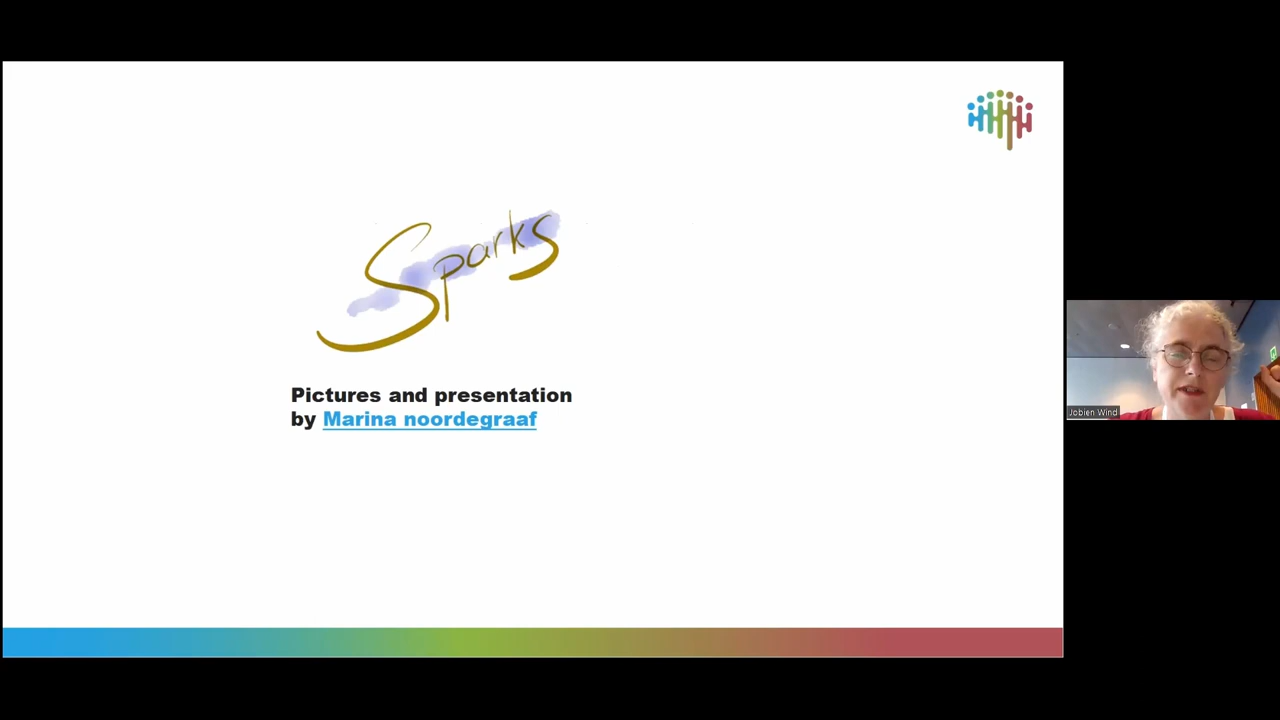 Sparks
Pictures and presentation
by Marina noordegraaf
Jobien Wind